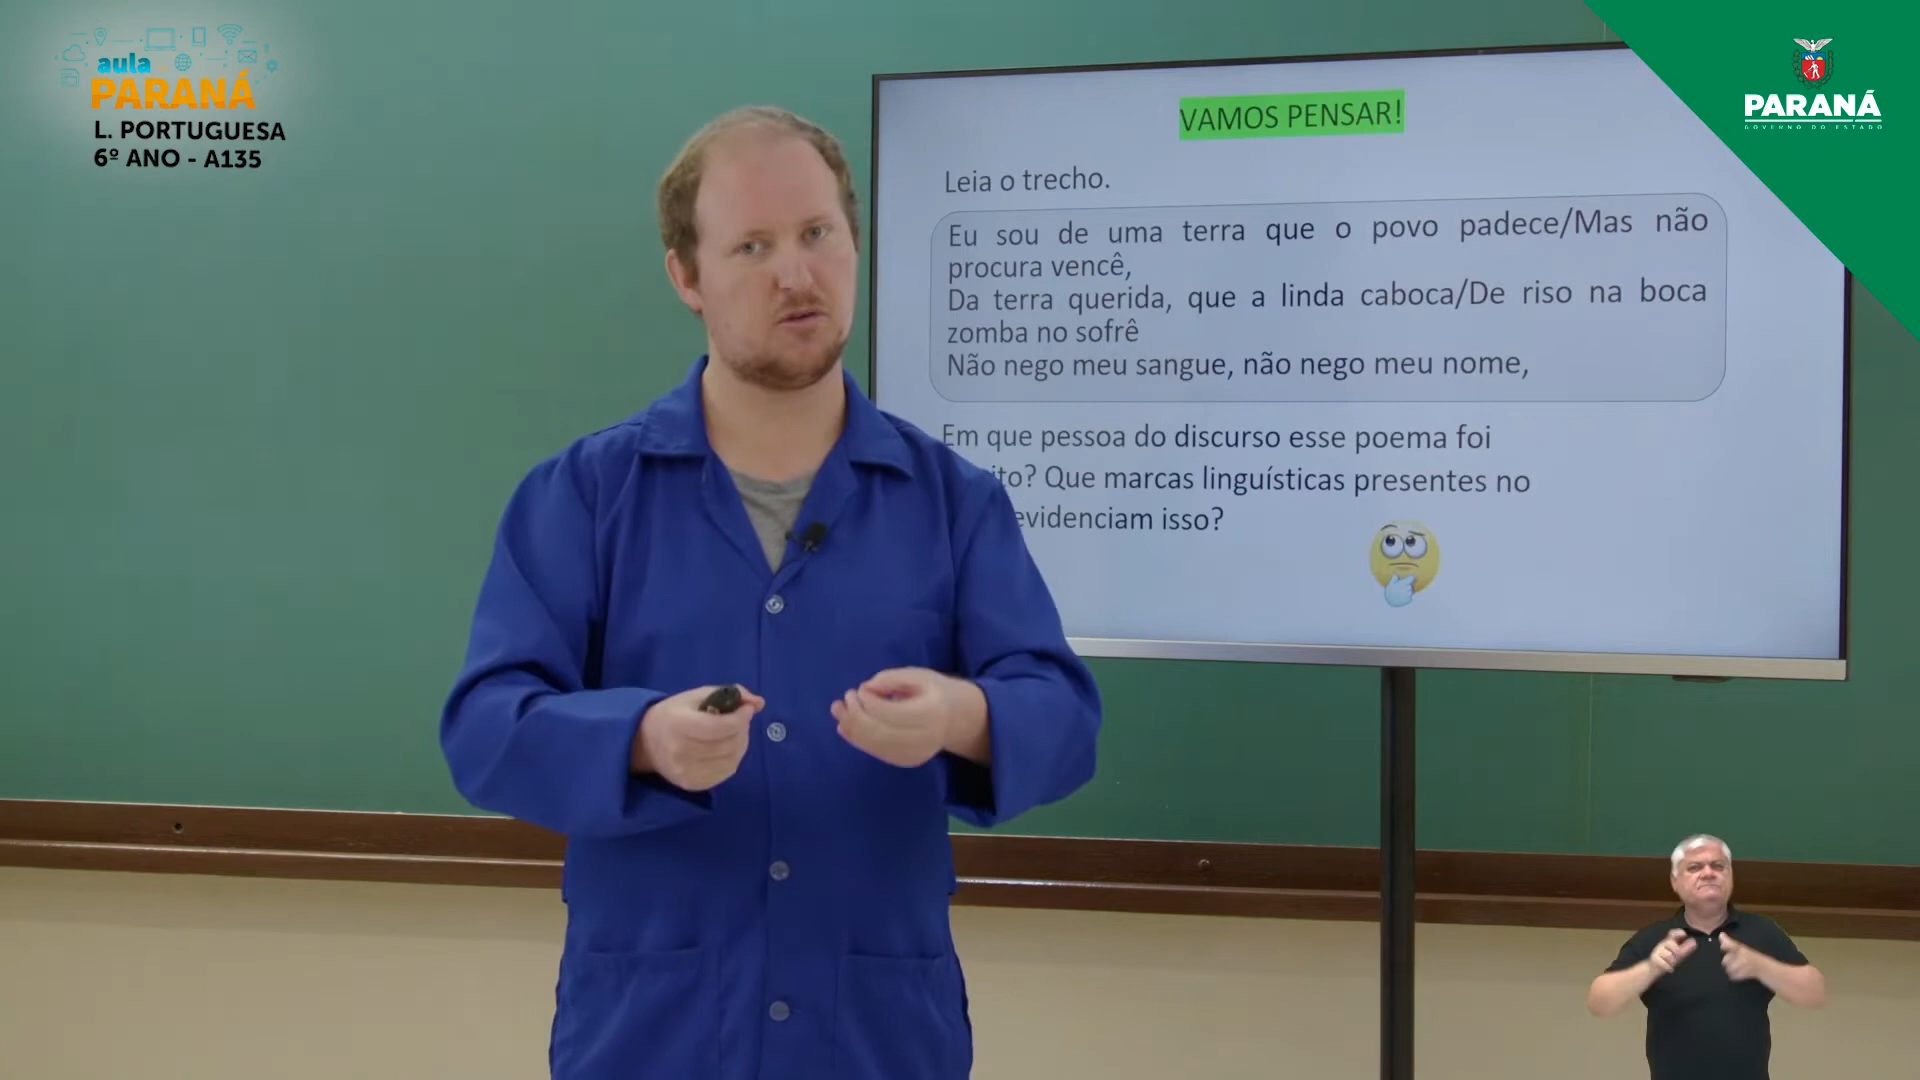 aula
PARANÁ
L. PORTUGUESA
6º ANO - A135
VAMOS PENSAR!
Leia o trecho.
Eu sou de uma terra que o povo padece/Mas não
procura vencê,
Da terra querida, que a linda caboca/De riso na boca
zomba no sofrê
Não nego meu sangue, não nego meu nome,
Em que pessoa do discurso esse poema foi
Que marcas linguísticas presentes no
evidenciam isso?
PARANÁ
GOVERNO DO ESTADO